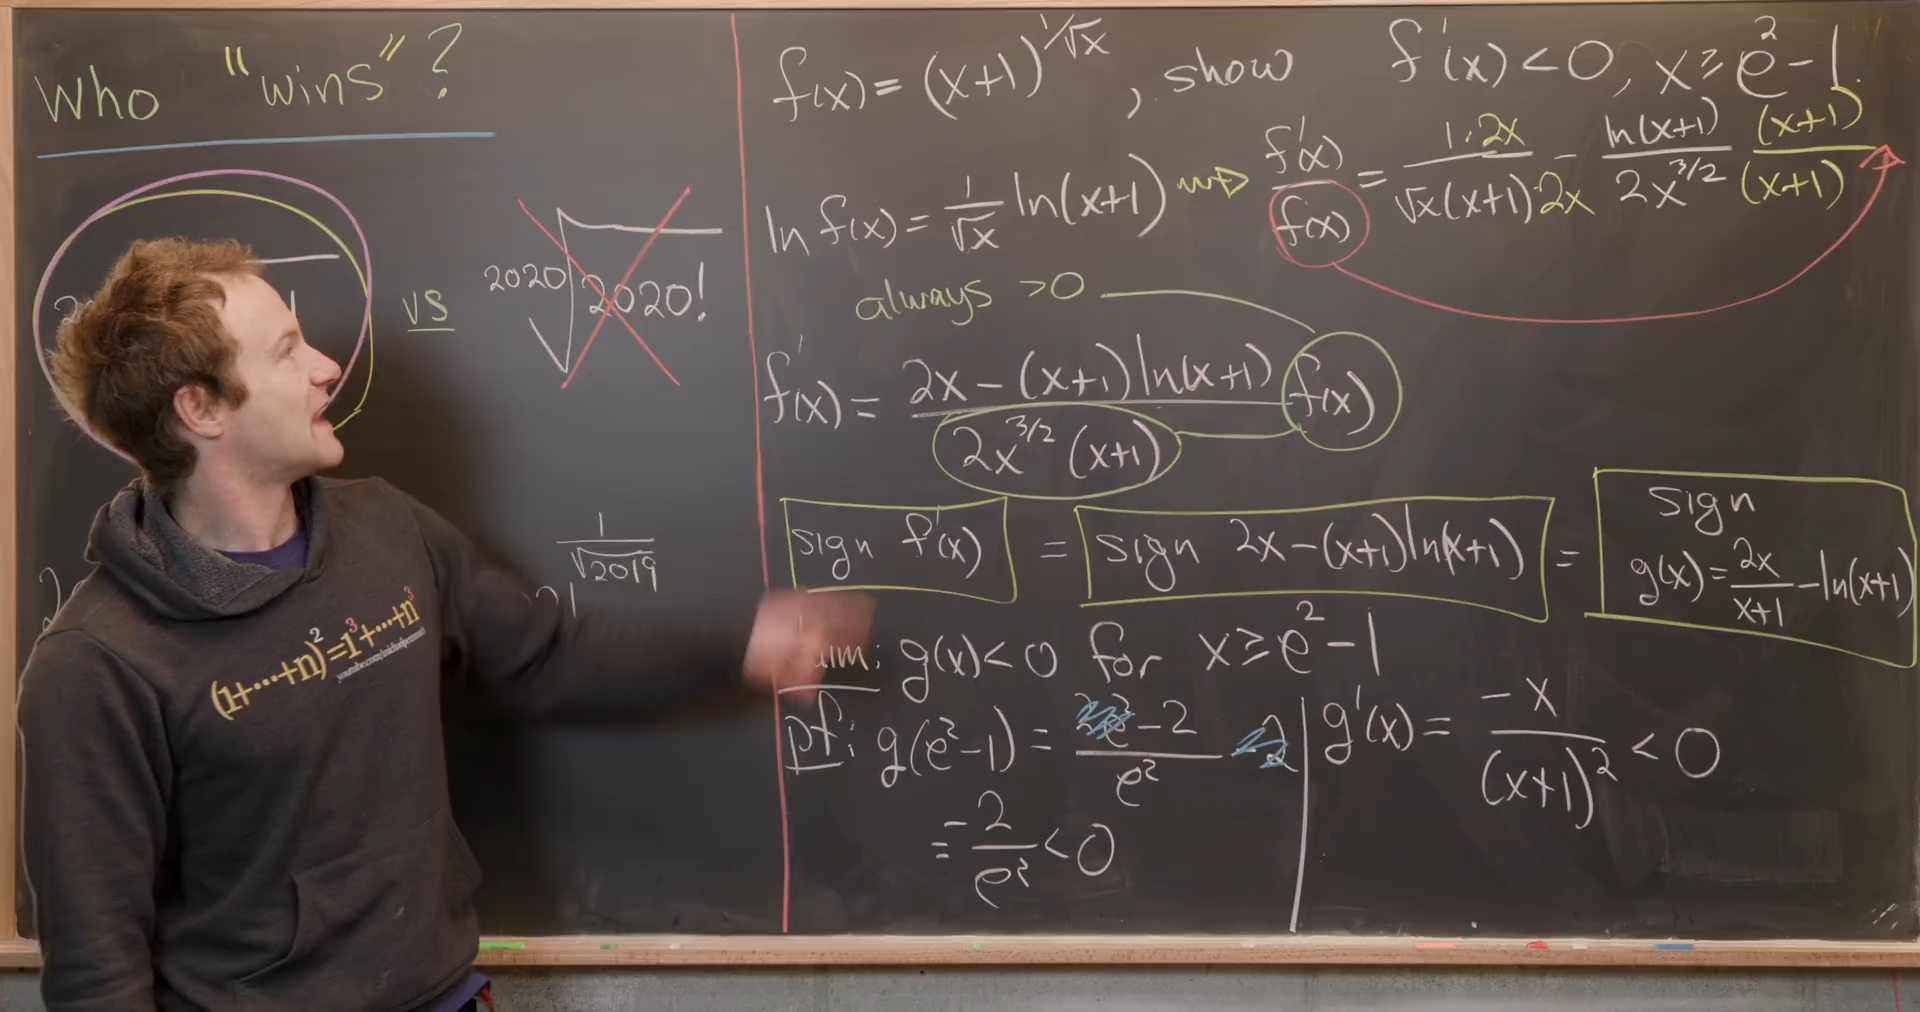 Who "wins"?
vs
2020√2020!
1/√2019
(1+⋯+n)²=1³+⋯+n³
f(x) = (x+1)^{1/√x}, show f'(x) < 0, x ≥ e² - 1.
ln f(x) = 1/√x ln(x+1) ⇝ f'(x)/f(x) = 1·2x/√x(x+1)·2x - ln(x+1)/2x^{3/2} (x+1)/(x+1)
always >0
f'(x) = 2x - (x+1)ln(x+1)/2x^{3/2}(x+1) f(x)
sign f'(x) = sign 2x-(x+1)ln(x+1) = sign g(x) = 2x/x+1 - ln(x+1)
g(x) < 0 for x ≥ e² - 1
pf: g(e²-1) = 2e² - 2/e² - 2
= -2/e² < 0
g'(x) = -x/(x+1)² < 0